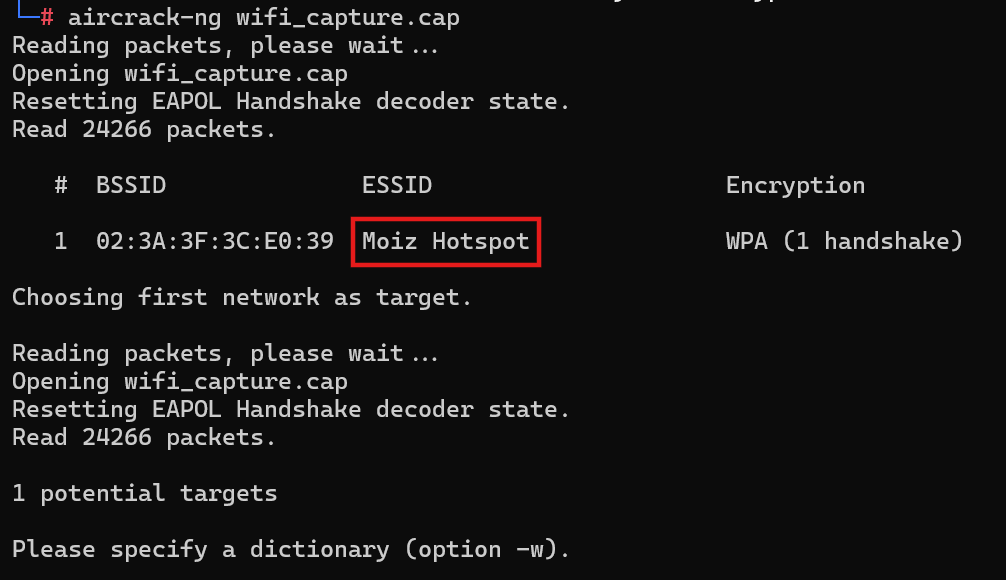 # aircrack-ng wifi_capture.cap
Reading packets, please wait...
Opening wifi_capture.cap
Resetting EAPOL Handshake decoder state.
Read 24266 packets.
# BSSID ESSID Encryption
1 02:3A:3F:3C:E0:39 Moiz Hotspot WPA (1 handshake)
Choosing first network as target.
Reading packets, please wait...
Opening wifi_capture.cap
Resetting EAPOL Handshake decoder state.
Read 24266 packets.
1 potential targets
Please specify a dictionary (option -w).